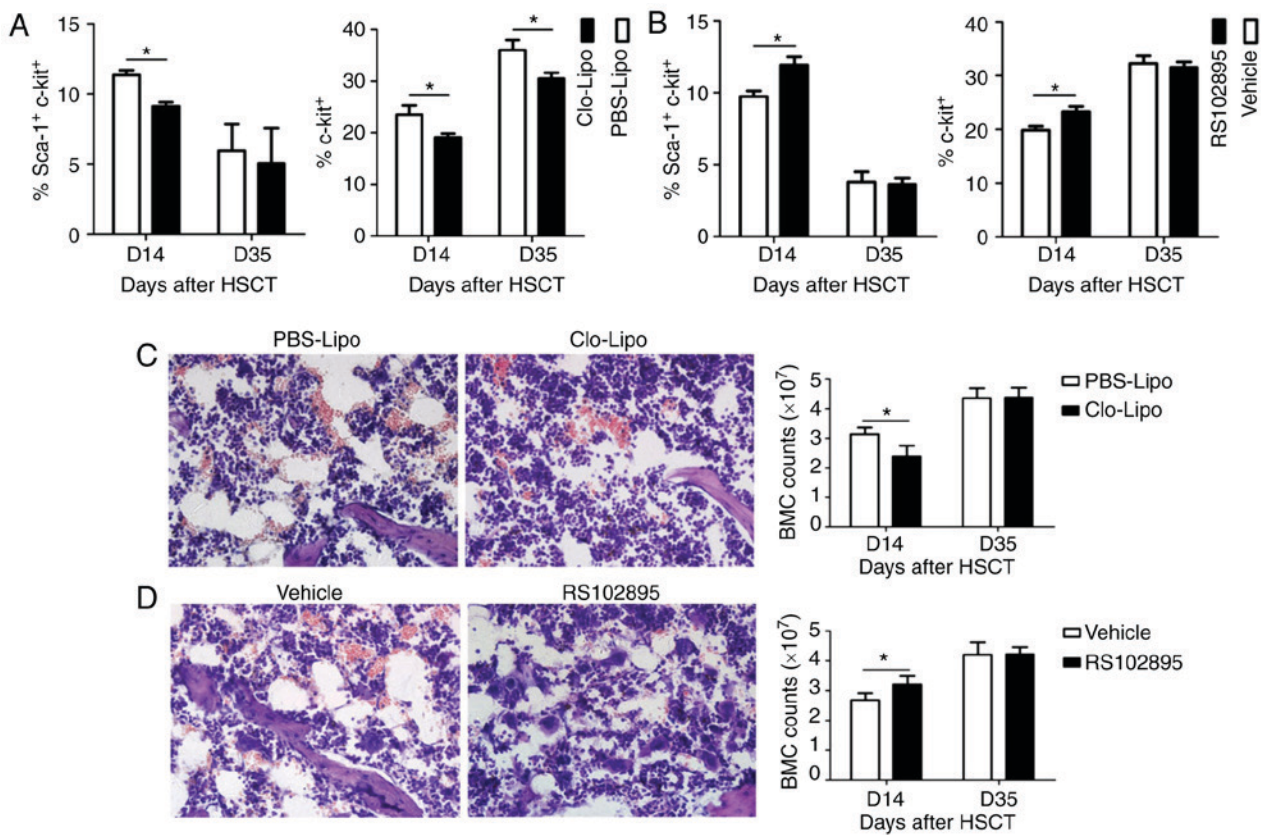 A
15
10
5
0
% Sca-1⁺ c-kit⁺
*
D14
D35
Days after HSCT
40
30
20
10
0
% c-kit⁺
*
*
D14
D35
Days after HSCT
Clo-Lipo
PBS-Lipo
B
15
10
5
0
% Sca-1⁺ c-kit⁺
*
D14
D35
Days after HSCT
40
30
20
10
0
% c-kit⁺
*
D14
D35
Days after HSCT
RS102895
Vehicle
C
PBS-Lipo
Clo-Lipo
5
4
3
2
1
0
BMC counts (×10⁷)
*
D14
D35
Days after HSCT
PBS-Lipo
Clo-Lipo
D
Vehicle
RS102895
5
4
3
2
1
0
BMC counts (×10⁷)
*
D14
D35
Days after HSCT
Vehicle
RS102895